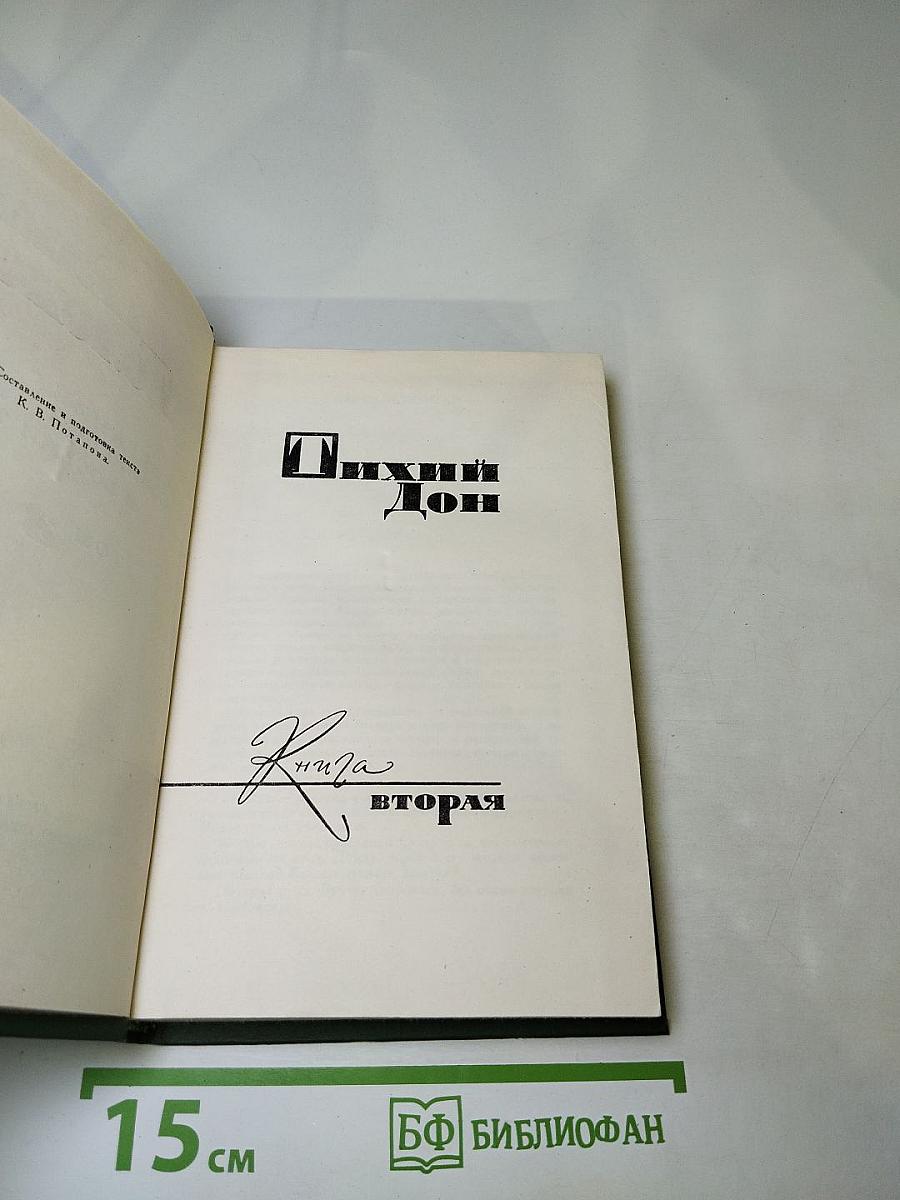 Составление и подготовка текста
К. В. Потапова.
Тихий
Дон
Книга
вторая
15 см
БФ БИБЛИОФАН